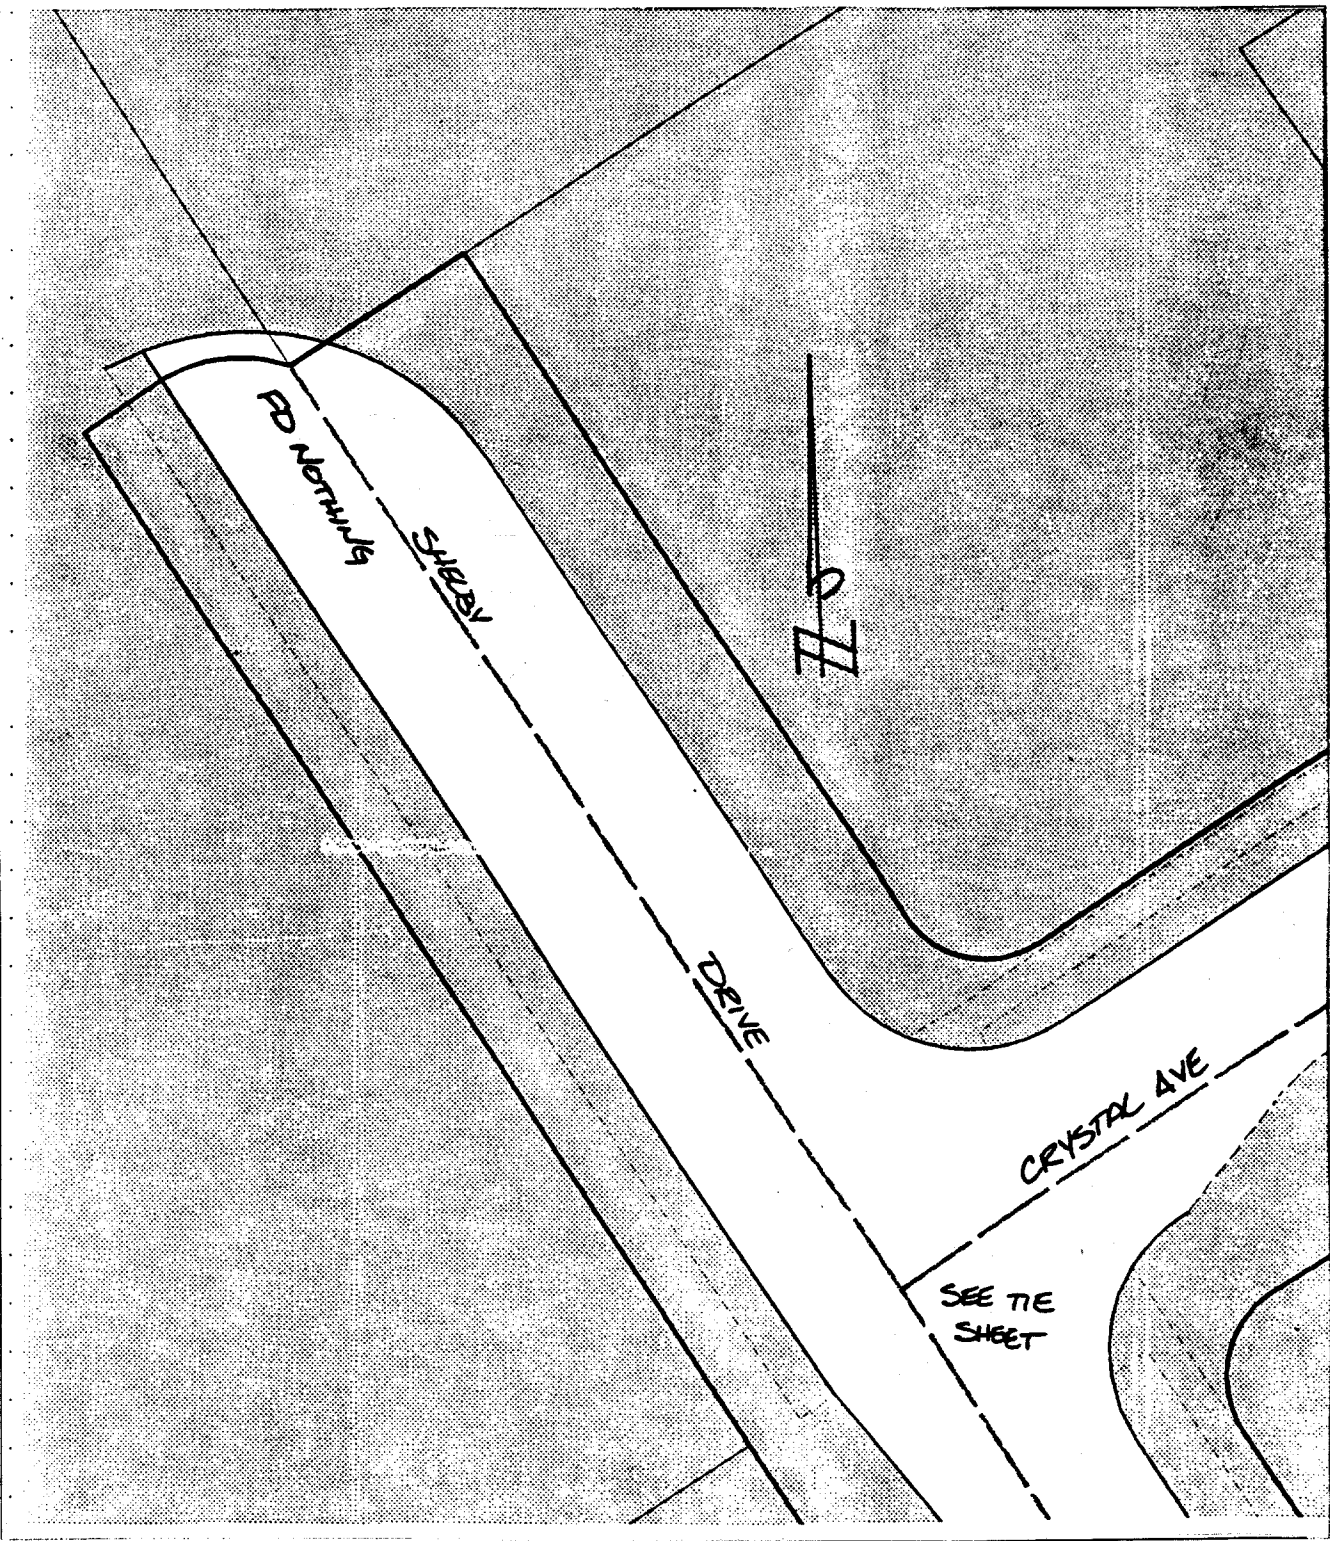 FD NOTHING
SHELBY
DRIVE
CRYSTAL AVE
SEE TIE
SHEET